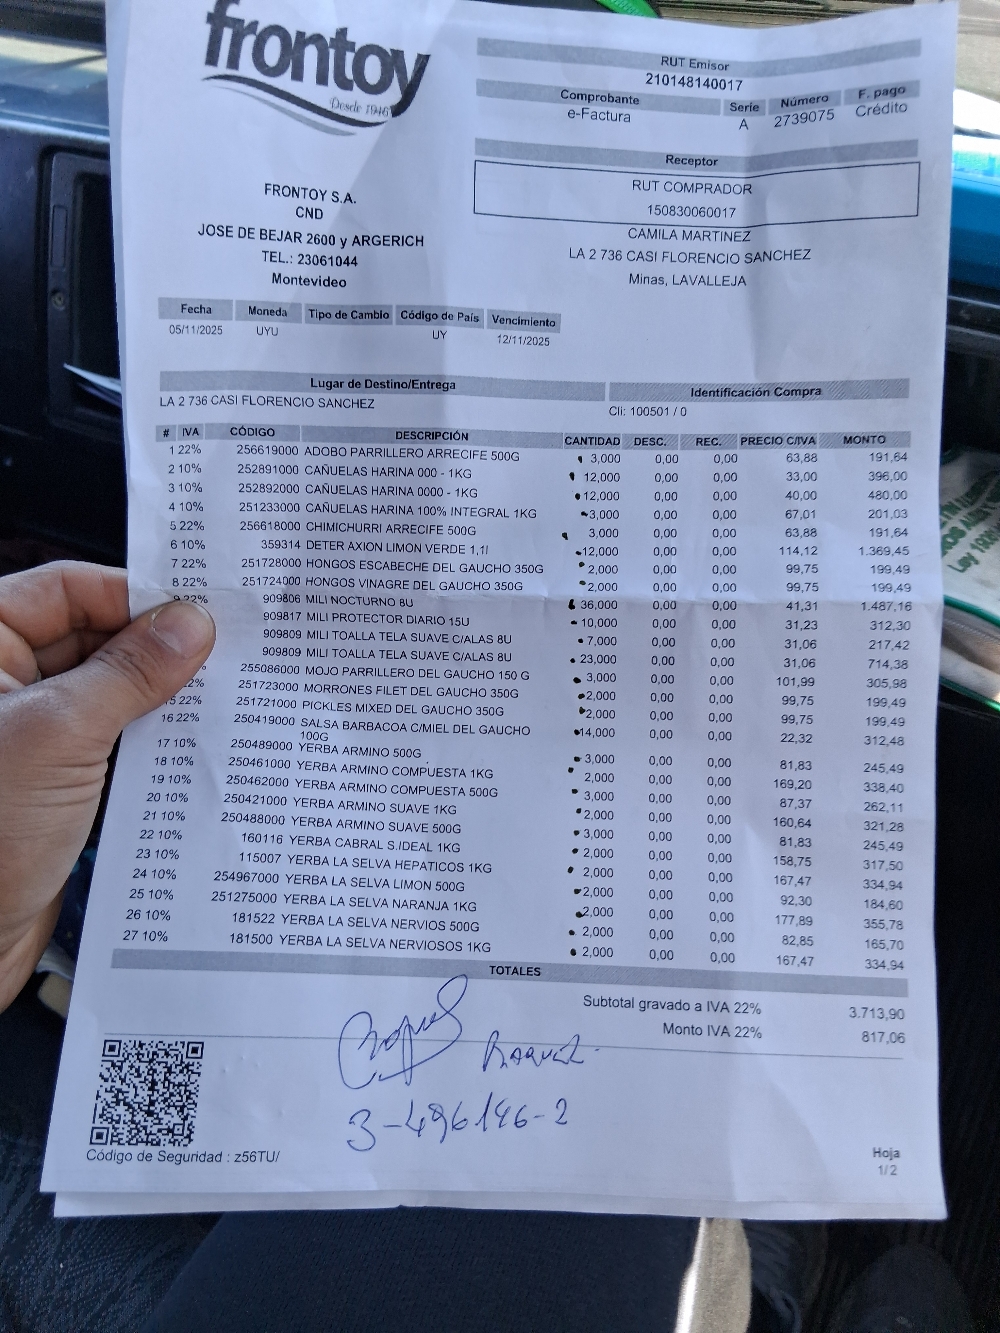 frontoy
Desde 1946
RUT Emisor
210148140017
Comprobante Serie Número F. pago
e-Factura A 2739075 Crédito
Receptor
RUT COMPRADOR
150830060017
CAMILA MARTINEZ
LA 2 736 CASI FLORENCIO SANCHEZ
Minas, LAVALLEJA
FRONTOY S.A.
CND
JOSE DE BEJAR 2600 y ARGERICH
TEL.: 23061044
Montevideo
Fecha Moneda Tipo de Cambio Código de País Vencimiento
05/11/2025 UYU UY 12/11/2025
Lugar de Destino/Entrega Identificación Compra
LA 2 736 CASI FLORENCIO SANCHEZ Cli: 100501 / 0
# IVA CÓDIGO DESCRIPCIÓN CANTIDAD DESC. REC. PRECIO C/IVA MONTO
1 22% 256619000 ADOBO PARRILLERO ARRECIFE 500G 3,000 0,00 0,00 63,88 191,64
2 10% 252891000 CAÑUELAS HARINA 000 - 1KG 12,000 0,00 0,00 33,00 396,00
3 10% 252892000 CAÑUELAS HARINA 0000 - 1KG 12,000 0,00 0,00 40,00 480,00
4 10% 251233000 CAÑUELAS HARINA 100% INTEGRAL 1KG 3,000 0,00 0,00 67,01 201,03
5 22% 256618000 CHIMICHURRI ARRECIFE 500G 3,000 0,00 0,00 63,88 191,64
6 10% 359314 DETER AXION LIMON VERDE 1,1l 12,000 0,00 0,00 114,12 1.369,45
7 22% 251728000 HONGOS ESCABECHE DEL GAUCHO 350G 2,000 0,00 0,00 99,75 199,49
8 22% 251724000 HONGOS VINAGRE DEL GAUCHO 350G 2,000 0,00 0,00 99,75 199,49
9 22% 909806 MILI NOCTURNO 8U 36,000 0,00 0,00 41,31 1.487,16
909817 MILI PROTECTOR DIARIO 15U 10,000 0,00 0,00 31,23 312,30
909809 MILI TOALLA TELA SUAVE C/ALAS 8U 7,000 0,00 0,00 31,06 217,42
909809 MILI TOALLA TELA SUAVE C/ALAS 8U 23,000 0,00 0,00 31,06 714,38
255086000 MOJO PARRILLERO DEL GAUCHO 150 G 3,000 0,00 0,00 101,99 305,98
2% 251723000 MORRONES FILET DEL GAUCHO 350G 2,000 0,00 0,00 99,75 199,49
15 22% 251721000 PICKLES MIXED DEL GAUCHO 350G 2,000 0,00 0,00 99,75 199,49
16 22% 250419000 SALSA BARBACOA C/MIEL DEL GAUCHO 14,000 0,00 0,00 22,32 312,48
100G
17 10% 250489000 YERBA ARMINO 500G 3,000 0,00 0,00 81,83 245,49
18 10% 250461000 YERBA ARMINO COMPUESTA 1KG 2,000 0,00 0,00 169,20 338,40
19 10% 250462000 YERBA ARMINO COMPUESTA 500G 3,000 0,00 0,00 87,37 262,11
20 10% 250421000 YERBA ARMINO SUAVE 1KG 2,000 0,00 0,00 160,64 321,28
21 10% 250488000 YERBA ARMINO SUAVE 500G 3,000 0,00 0,00 81,83 245,49
22 10% 160116 YERBA CABRAL S.IDEAL 1KG 2,000 0,00 0,00 158,75 317,50
23 10% 115007 YERBA LA SELVA HEPATICOS 1KG 2,000 0,00 0,00 167,47 334,94
24 10% 254967000 YERBA LA SELVA LIMON 500G 2,000 0,00 0,00 92,30 184,60
25 10% 251275000 YERBA LA SELVA NARANJA 1KG 2,000 0,00 0,00 177,89 355,78
26 10% 181522 YERBA LA SELVA NERVIOS 500G 2,000 0,00 0,00 82,85 165,70
27 10% 181500 YERBA LA SELVA NERVIOSOS 1KG 2,000 0,00 0,00 167,47 334,94
TOTALES
Subtotal gravado a IVA 22% 3.713,90
Monto IVA 22% 817,06
RAQUEL
3-496196-2
Código de Seguridad : z56TU/
Hoja
1/2